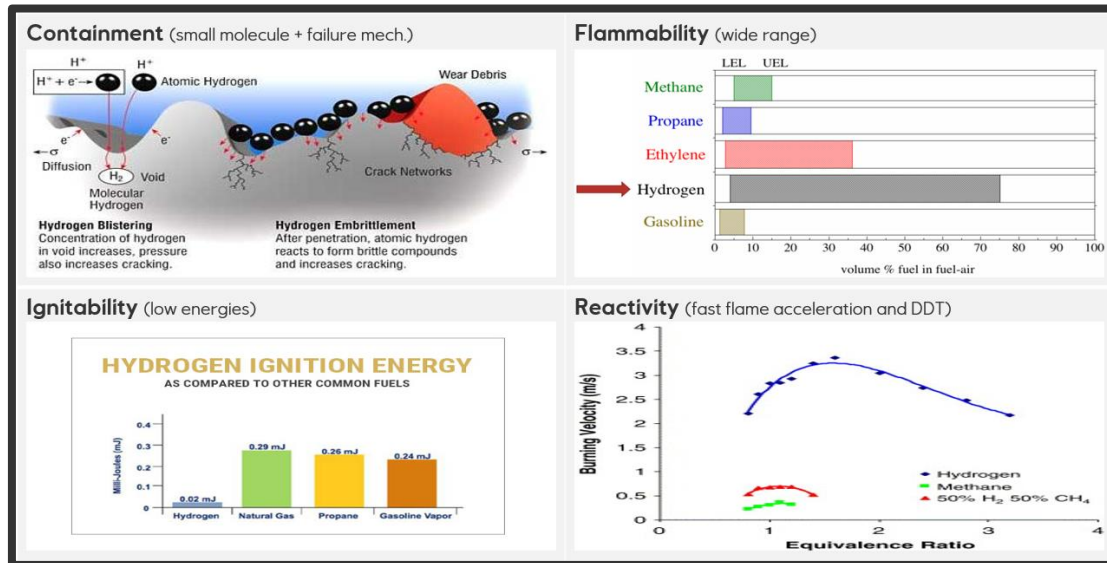 Containment (small molecule + failure mech.)
H⁺ H⁺
H⁺ + e⁻
Atomic Hydrogen
Wear Debris
e⁻ e⁻
σ
Diffusion
H₂ Void
Molecular
Hydrogen
Crack Networks
σ
Hydrogen Blistering
Concentration of hydrogen
in void increases, pressure
also increases cracking.
Hydrogen Embrittlement
After penetration, atomic hydrogen
reacts to form brittle compounds
and increases cracking.
Flammability (wide range)
LEL UEL
Methane
Propane
Ethylene
Hydrogen
Gasoline
0 10 20 30 40 50 60 70 80 90 100
volume % fuel in fuel-air
Ignitability (low energies)
HYDROGEN IGNITION ENERGY
AS COMPARED TO OTHER COMMON FUELS
Milli-Joules (mJ)
0.4
0.3
0.2
0.1
0
0.02 mJ
0.29 mJ
0.26 mJ
0.24 mJ
Hydrogen Natural Gas Propane Gasoline Vapor
Reactivity (fast flame acceleration and DDT)
Burning Velocity (m/s)
4
3.5
3
2.5
2
1.5
1
0.5
0
Hydrogen
Methane
50% H₂ 50% CH₄
0 1 2 3 4
Equivalence Ratio